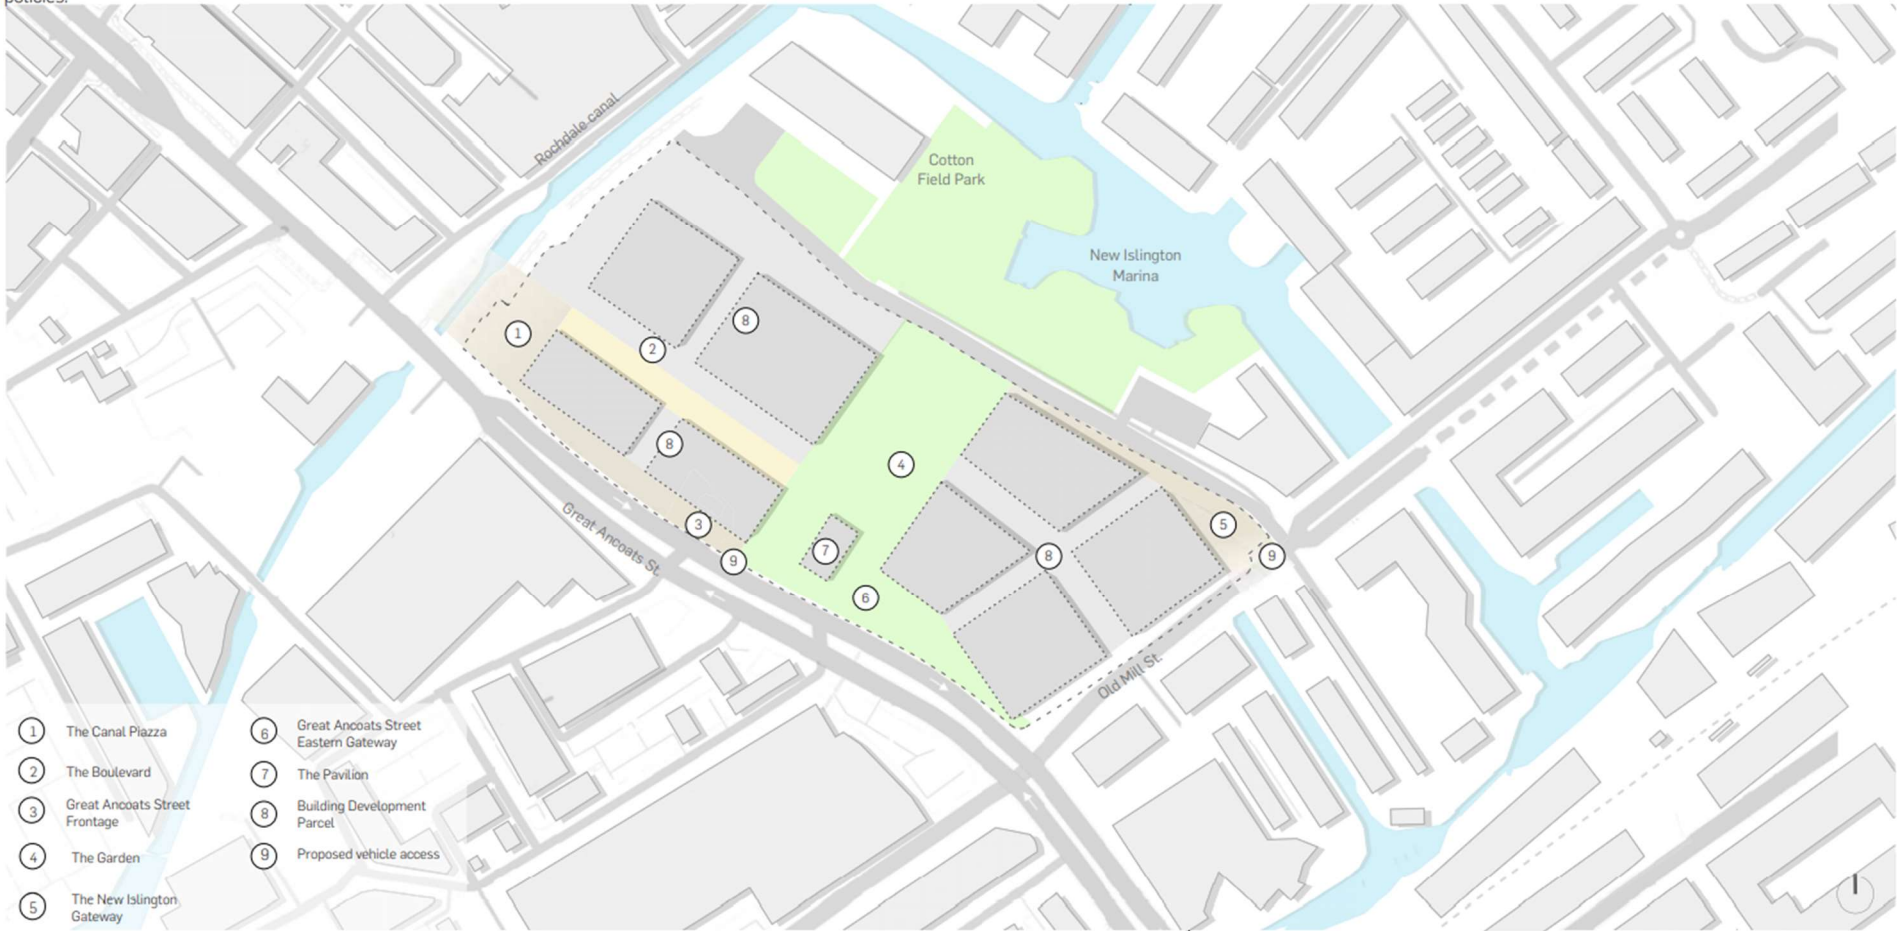 policies.
Rochdale canal
Cotton
Field Park
New Islington
Marina
1
2
8
8
4
3
9
7
6
8
5
9
Great Ancoats St.
Old Mill St.
1 The Canal Piazza
2 The Boulevard
3 Great Ancoats Street
Frontage
4 The Garden
5 The New Islington
Gateway
6 Great Ancoats Street
Eastern Gateway
7 The Pavilion
8 Building Development
Parcel
9 Proposed vehicle access